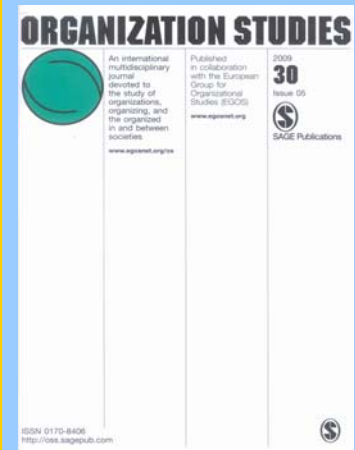 ORGANIZATION STUDIES
An international
multidisciplinary
journal
devoted to
the study of
organizations,
organizing, and
the organized
in and between
societies
www.egosnet.org/os
Published
in collaboration
with the European
Group for
Organizational
Studies (EGOS)
www.egosnet.org
2009
30
Issue 05
S
SAGE Publications
ISSN 0170-8406
http://oss.sagepub.com
S